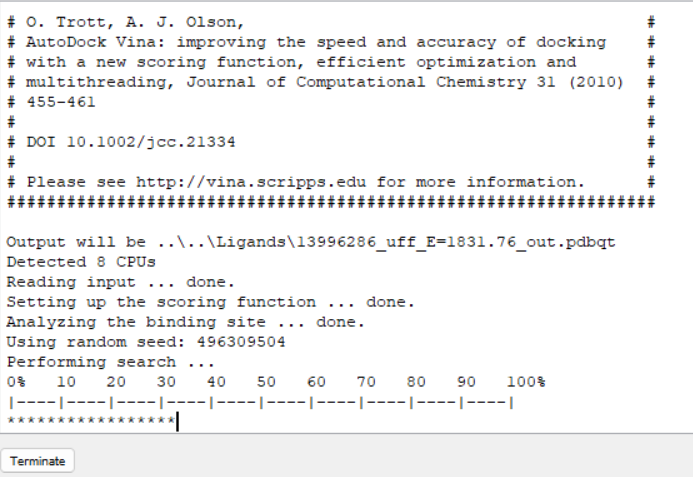 # O. Trott, A. J. Olson, #
# AutoDock Vina: improving the speed and accuracy of docking #
# with a new scoring function, efficient optimization and #
# multithreading, Journal of Computational Chemistry 31 (2010) #
# 455-461 #
# #
# DOI 10.1002/jcc.21334 #
# #
# Please see http://vina.scripps.edu for more information. #
#################################################################
Output will be ..\..\Ligands\13996286_uff_E=1831.76_out.pdbqt
Detected 8 CPUs
Reading input ... done.
Setting up the scoring function ... done.
Analyzing the binding site ... done.
Using random seed: 496309504
Performing search ...
0% 10 20 30 40 50 60 70 80 90 100%
|----|----|----|----|----|----|----|----|----|----|
*****************
Terminate